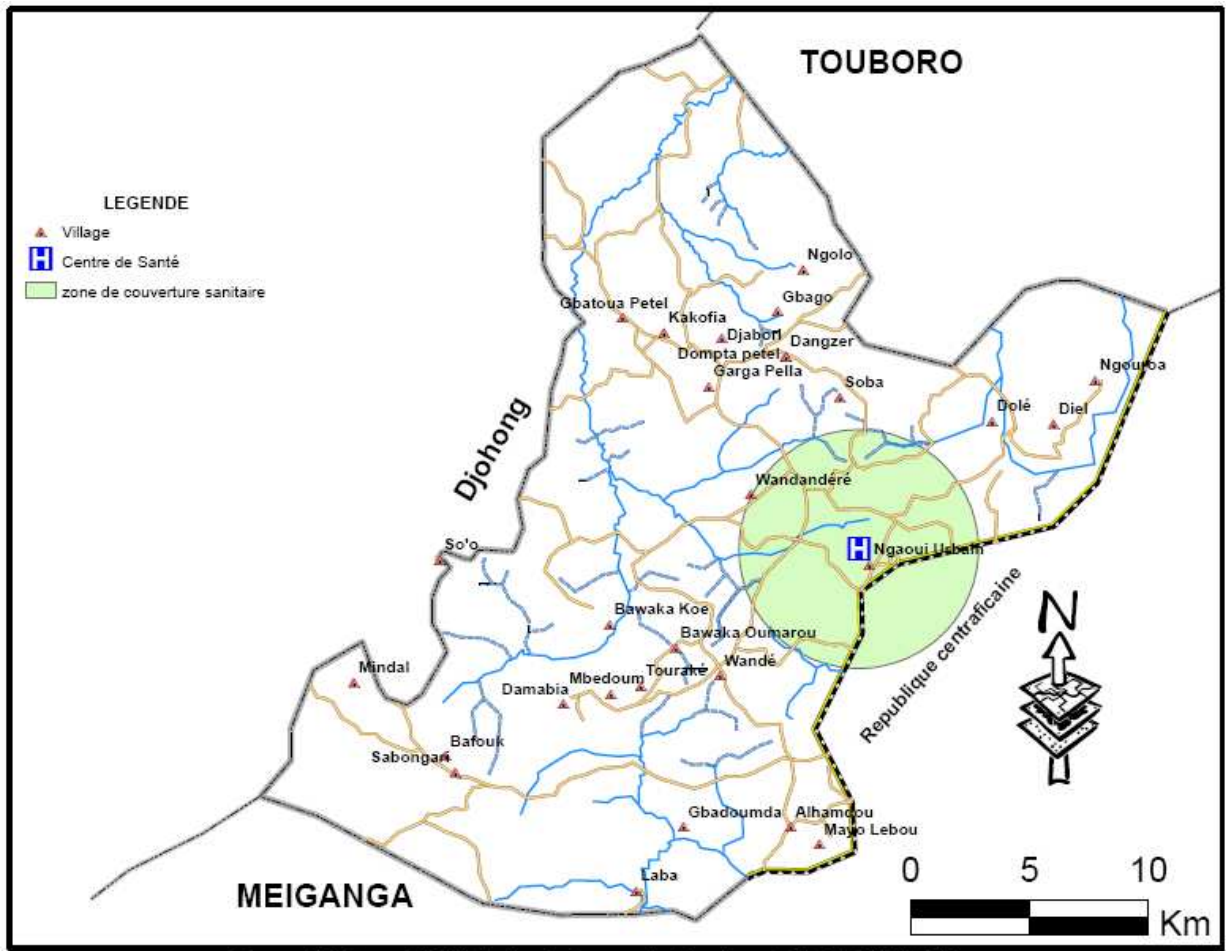 TOUBORO
LEGENDE
Village
Centre de Santé
zone de couverture sanitaire
Ngolo
Gbago
Gbatoua Petel
Kakofia
Djabori
Dangzer
Dompta petel
Garga Pella
Soba
Ngouroa
Dolé
Diel
Djohong
Wandandéré
So'o
Ngaoui Urbain
Republique centraficaine
N
Bawaka Koe
Bawaka Oumarou
Wandé
Touraké
Mbedoum
Damabia
Mindal
Bafouk
Sabongari
Gbadoumda
Alhamdou
Mayo Lebou
Laba
MEIGANGA
0 5 10
Km
H
H